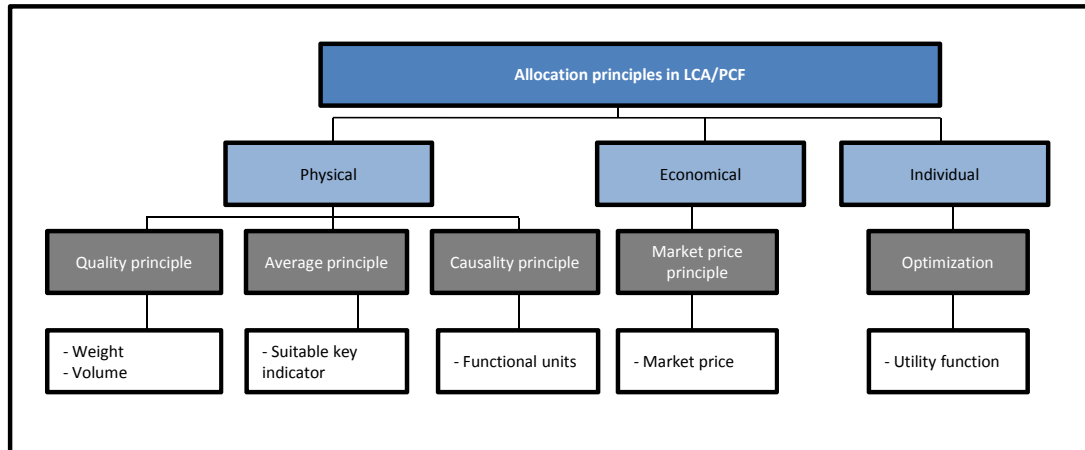 Allocation principles in LCA/PCF
Physical
Economical
Individual
Quality principle
Average principle
Causality principle
Market price
principle
Optimization
- Weight
- Volume
- Suitable key
indicator
- Functional units
- Market price
- Utility function